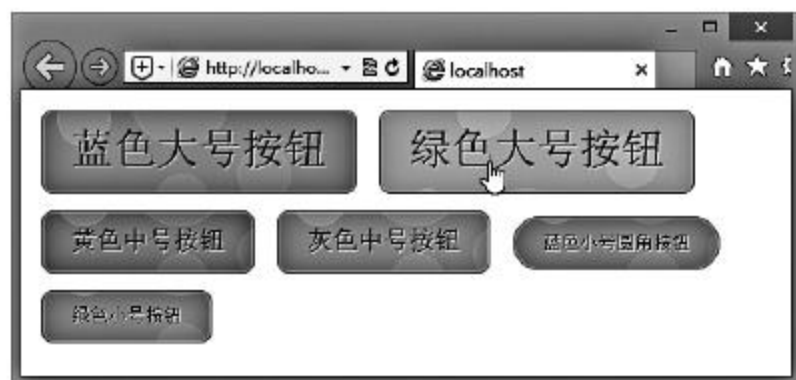 http://localho...
localhost
蓝色大号按钮 绿色大号按钮
黄色中号按钮 灰色中号按钮 蓝色小号圆角按钮
绿色小号按钮